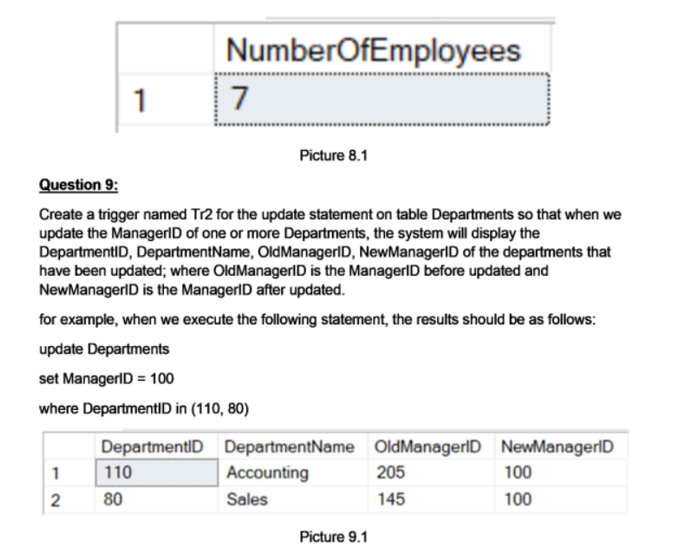 NumberOfEmployees
1 7
Picture 8.1
Question 9:
Create a trigger named Tr2 for the update statement on table Departments so that when we
update the ManagerID of one or more Departments, the system will display the
DepartmentID, DepartmentName, OldManagerID, NewManagerID of the departments that
have been updated; where OldManagerID is the ManagerID before updated and
NewManagerID is the ManagerID after updated.
for example, when we execute the following statement, the results should be as follows:
update Departments
set ManagerID = 100
where DepartmentID in (110, 80)
DepartmentID DepartmentName OldManagerID NewManagerID
1 110 Accounting 205 100
2 80 Sales 145 100
Picture 9.1